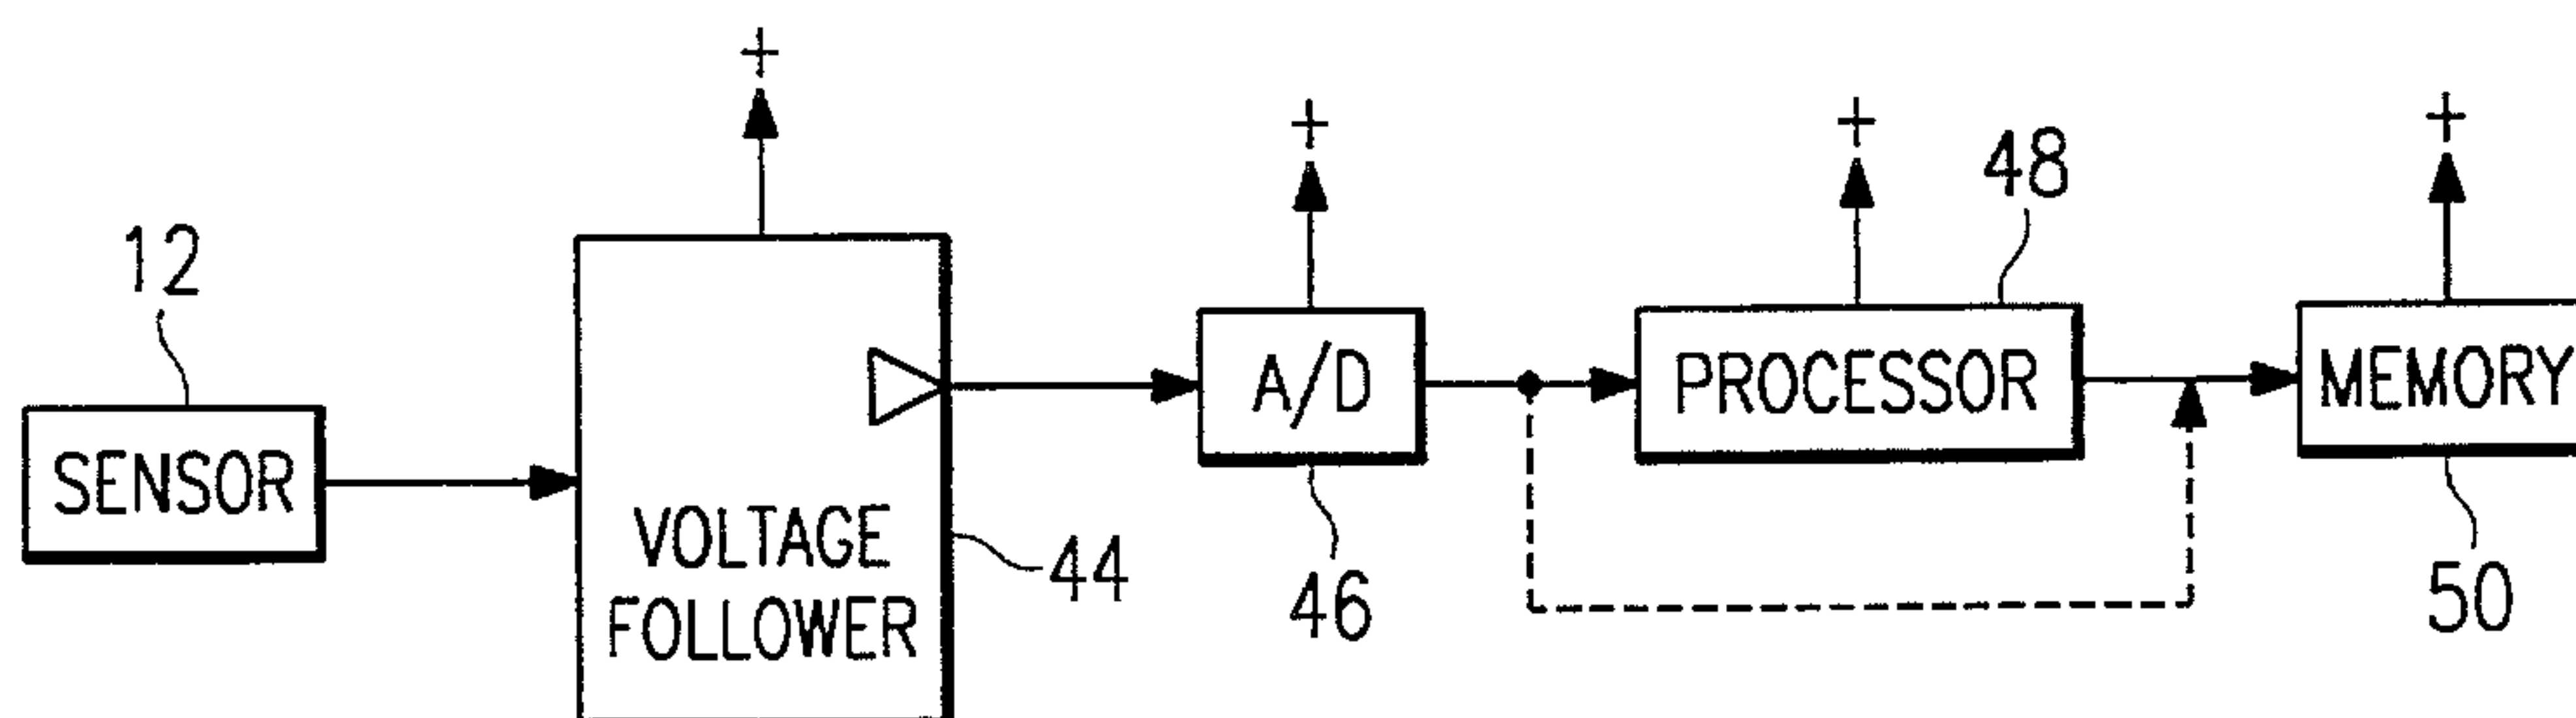 +
+
+
+
12
48
SENSOR
VOLTAGE
FOLLOWER
44
A/D
46
PROCESSOR
MEMORY
50